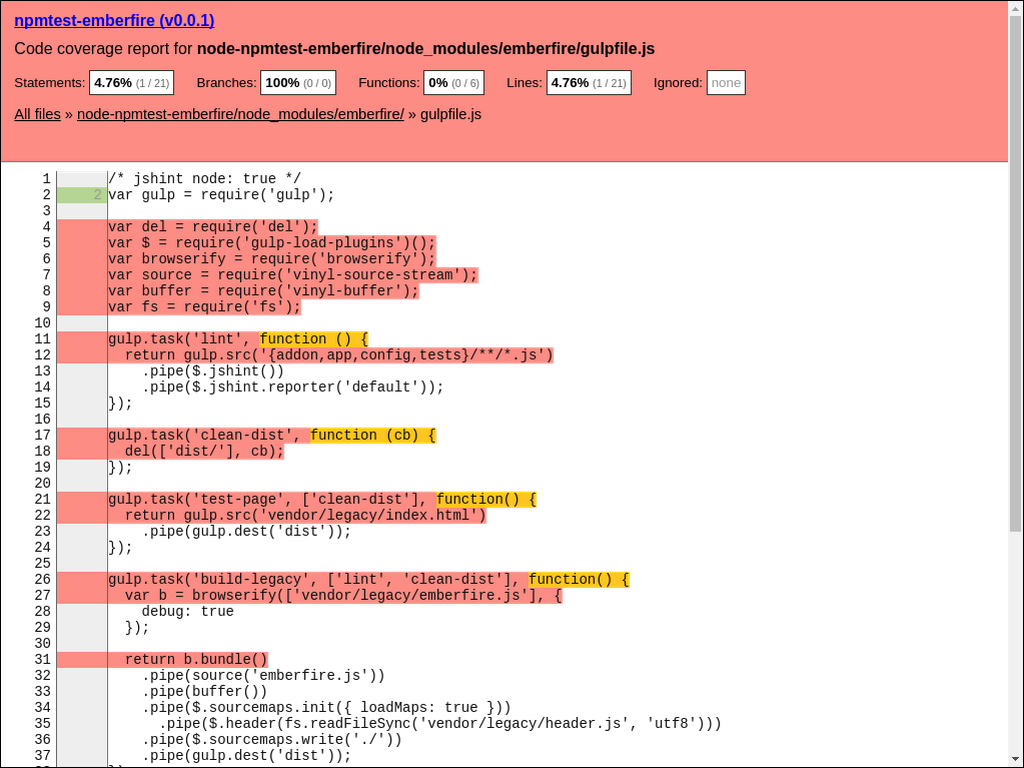 npmtest-emberfire (v0.0.1)
Code coverage report for node-npmtest-emberfire/node_modules/emberfire/gulpfile.js
Statements: 4.76% (1 / 21) Branches: 100% (0 / 0) Functions: 0% (0 / 6) Lines: 4.76% (1 / 21) Ignored: none
All files » node-npmtest-emberfire/node_modules/emberfire/ » gulpfile.js
1 /* jshint node: true */
2 2 var gulp = require('gulp');
3
4 var del = require('del');
5 var $ = require('gulp-load-plugins')();
6 var browserify = require('browserify');
7 var source = require('vinyl-source-stream');
8 var buffer = require('vinyl-buffer');
9 var fs = require('fs');
10
11 gulp.task('lint', function () {
12   return gulp.src('{addon,app,config,tests}/**/*.js')
13     .pipe($.jshint())
14     .pipe($.jshint.reporter('default'));
15 });
16
17 gulp.task('clean-dist', function (cb) {
18   del(['dist/'], cb);
19 });
20
21 gulp.task('test-page', ['clean-dist'], function() {
22   return gulp.src('vendor/legacy/index.html')
23     .pipe(gulp.dest('dist'));
24 });
25
26 gulp.task('build-legacy', ['lint', 'clean-dist'], function() {
27   var b = browserify(['vendor/legacy/emberfire.js'], {
28     debug: true
29   });
30
31   return b.bundle()
32     .pipe(source('emberfire.js'))
33     .pipe(buffer())
34     .pipe($.sourcemaps.init({ loadMaps: true }))
35       .pipe($.header(fs.readFileSync('vendor/legacy/header.js', 'utf8')))
36     .pipe($.sourcemaps.write('./'))
37     .pipe(gulp.dest('dist'));